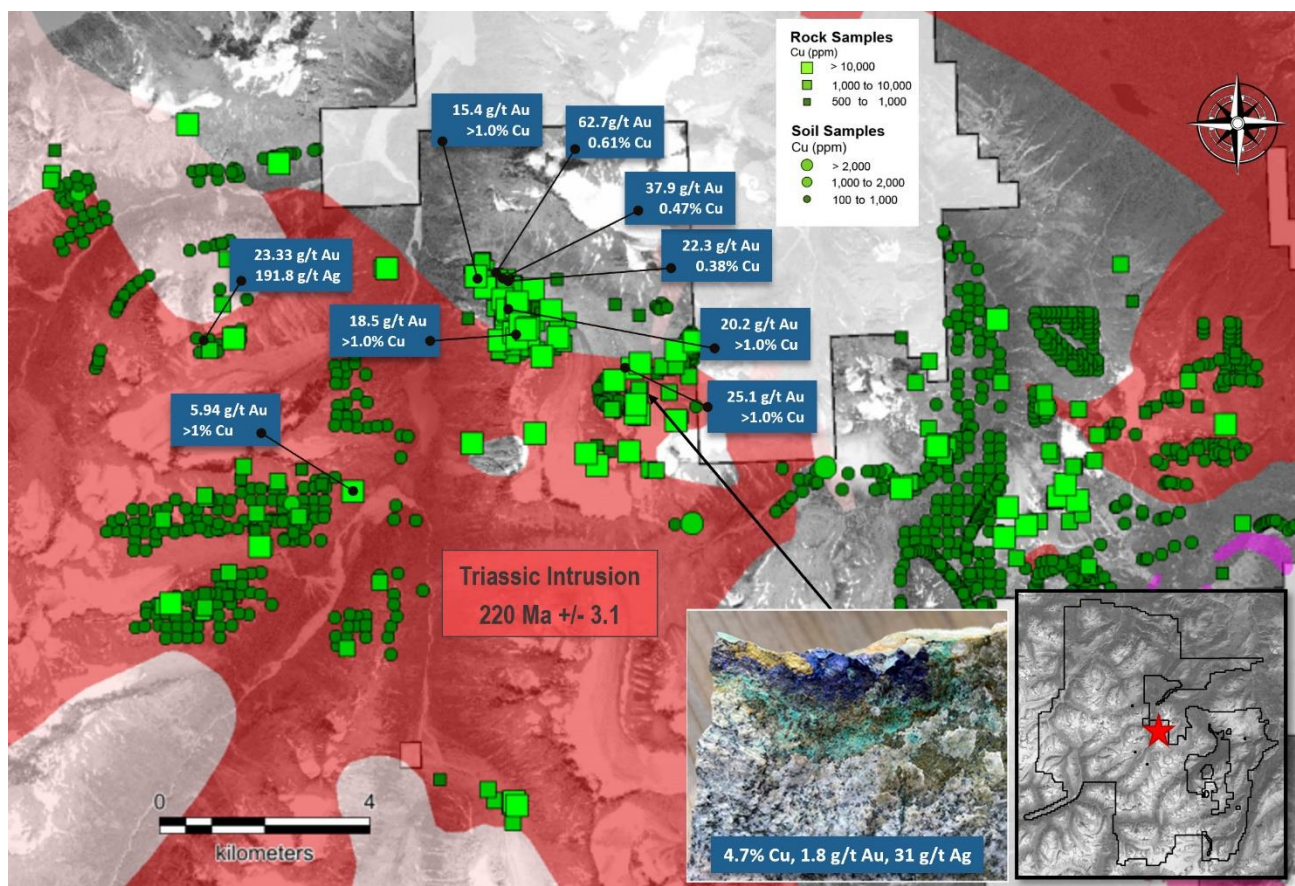 Rock Samples
Cu (ppm)
> 10,000
1,000 to 10,000
500 to 1,000
Soil Samples
Cu (ppm)
> 2,000
1,000 to 2,000
100 to 1,000
15.4 g/t Au
>1.0% Cu
62.7g/t Au
0.61% Cu
37.9 g/t Au
0.47% Cu
22.3 g/t Au
0.38% Cu
23.33 g/t Au
191.8 g/t Ag
18.5 g/t Au
>1.0% Cu
20.2 g/t Au
>1.0% Cu
25.1 g/t Au
>1.0% Cu
5.94 g/t Au
>1% Cu
Triassic Intrusion
220 Ma +/- 3.1
0 4
kilometers
4.7% Cu, 1.8 g/t Au, 31 g/t Ag